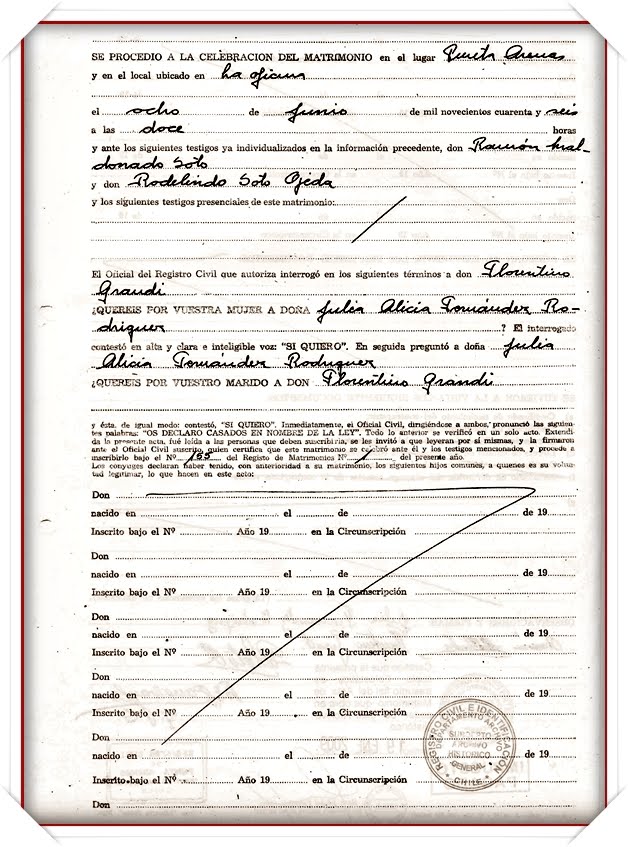 SE PROCEDIO A LA CELEBRACION DEL MATRIMONIO en el lugar Punta Arenas
y en el local ubicado en la oficina
el ocho de junio de mil novecientos cuarenta y seis
a las doce horas
y ante los siguientes testigos ya individualizados en la información precedente, don Ramón Mal-
donado Soto
y don Rodelindo Soto Ojeda
y los siguientes testigos presenciales de este matrimonio:
El Oficial del Registro Civil que autoriza interrogó en los siguientes términos a don Florentino
Grandi
¿QUEREIS POR VUESTRA MUJER A DOÑA Julia Alicia Fernández Ro-
driguez ? El interrogado
contestó en alta y clara e inteligible voz: "SI QUIERO". En seguida preguntó a doña Julia
Alicia Fernández Rodriguez
¿QUEREIS POR VUESTRO MARIDO A DON Florentino Grandi
y ésta, de igual modo: contestó, "SI QUIERO". Inmediatamente, el Oficial Civil, dirigiéndose a ambos, pronunció las siguien-
tes palabras: "OS DECLARO CASADOS EN NOMBRE DE LA LEY". Todo lo anterior se verificó en un solo acto. Extendi
da la presente acta, fué leída a las personas que deben suscribirla, se les invitó a que leyeran por sí mismas, y la firmaron
ante el Oficial Civil suscrito, quien certifica que este matrimonio se celebró ante él y los testigos mencionados, y procedo a
inscribirlo bajo el Nº 155 del Registro de Matrimonios Nº 1 del presente año.
Los cónyuges declaran haber tenido, con anterioridad a su matrimonio, los siguientes hijos comunes, a quienes es su volun-
tad legitimar, lo que hacen en este acto:
Don
nacido en el de de 19
Inscrito bajo el Nº Año 19 en la Circunscripción
Don
nacido en el de de 19
Inscrito bajo el Nº Año 19 en la Circunscripción
Don
nacido en el de de 19
Inscrito bajo el Nº Año 19 en la Circunscripción
Don
nacido en el de de 19
Inscrito bajo el Nº Año 19 en la Circunscripción
Don
nacido en el de de 19
Inscrito bajo el Nº Año 19 en la Circunscripción
Don
REGISTRO CIVIL E IDENTIFICACION
DEPARTAMENTO ARCHIVO
SUBDEPTO
ARCHIVO
HISTORICO
GENERAL
CHILE